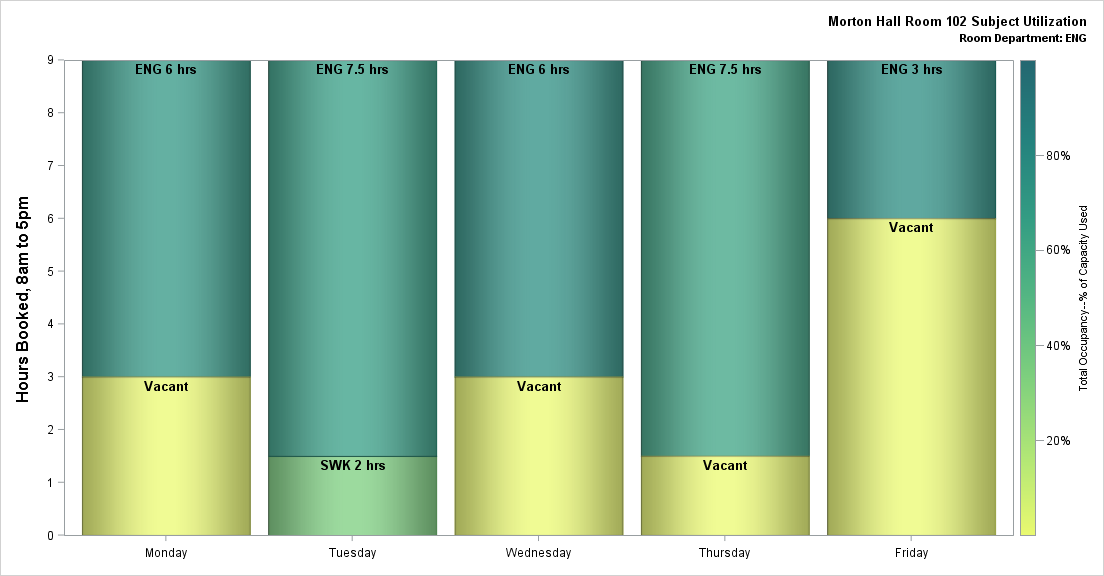 Morton Hall Room 102 Subject Utilization
Room Department: ENG
Hours Booked, 8am to 5pm
9
8
7
6
5
4
3
2
1
0
ENG 6 hrs
Vacant
ENG 7.5 hrs
SWK 2 hrs
ENG 6 hrs
Vacant
ENG 7.5 hrs
Vacant
ENG 3 hrs
Vacant
Monday
Tuesday
Wednesday
Thursday
Friday
80%
60%
40%
20%
Total Occupancy--% of Capacity Used